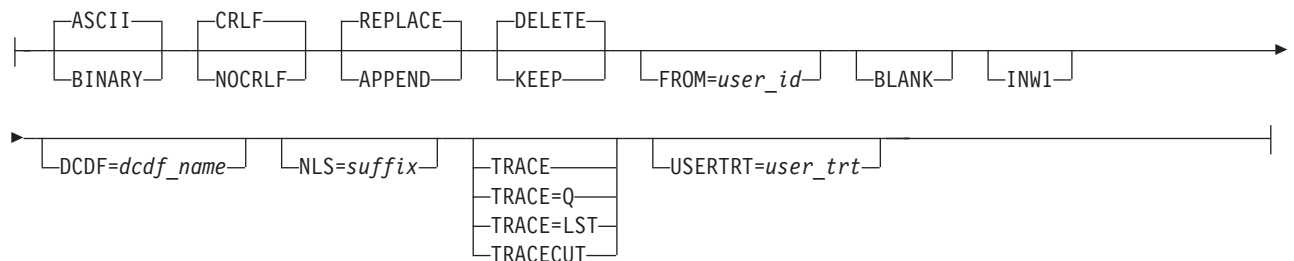 ASCII CRLF REPLACE DELETE
BINARY NOCRLF APPEND KEEP FROM=user_id BLANK INW1
DCDF=dcdf_name NLS=suffix TRACE USERTRT=user_trt
TRACE=Q
TRACE=LST
TRACECUT